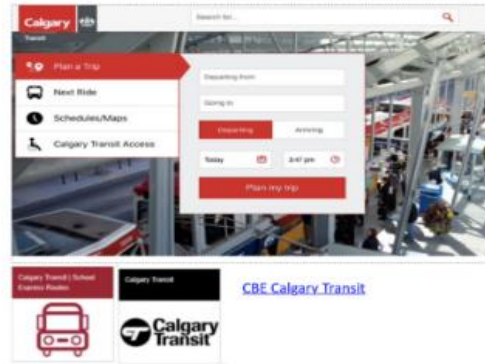 Calgary
Search for...
Transit
Plan a Trip
Next Ride
Schedules/Maps
Calgary Transit Access
Departing from
Going to
Departing
Arriving
Today
3:47 pm
Plan my trip
Calgary Transit | School
Express Routes
Calgary Transit
Calgary
Transit
CBE Calgary Transit